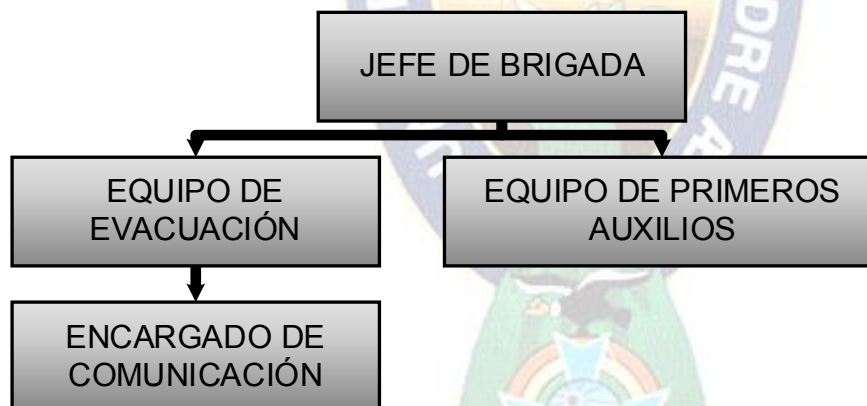 JEFE DE BRIGADA
EQUIPO DE
EVACUACIÓN
EQUIPO DE PRIMEROS
AUXILIOS
ENCARGADO DE
COMUNICACIÓN